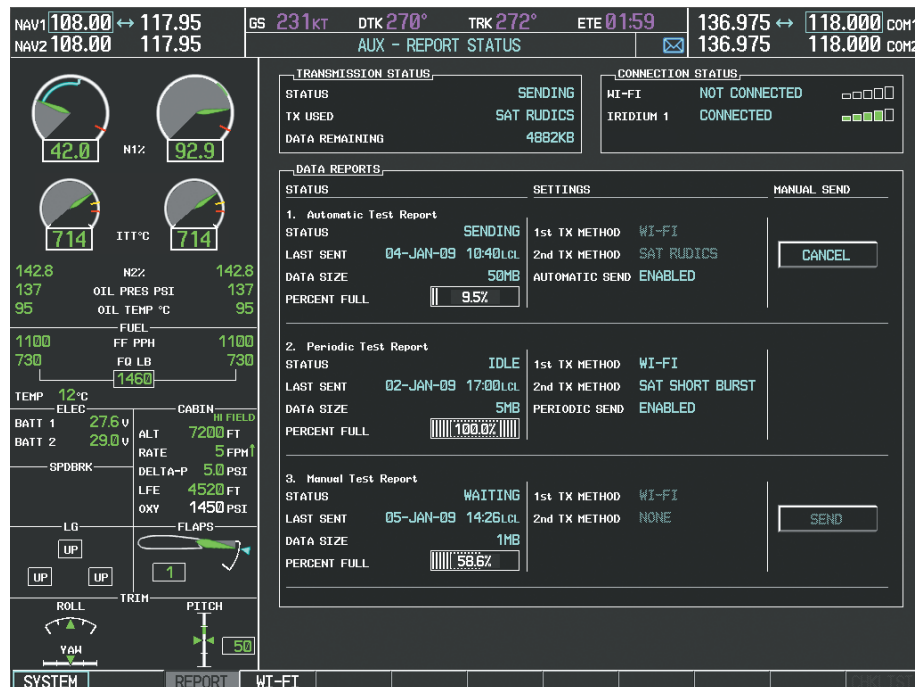 NAV1 108.00 ↔ 117.95 GS 231KT DTK 270° TRK 272° ETE 01:59 136.975 ↔ 118.000 COM1
NAV2 108.00 117.95 AUX - REPORT STATUS 136.975 118.000 COM2
42.0 N1% 92.9
714 ITT°C 714
142.8 N2% 142.8
137 OIL PRES PSI 137
95 OIL TEMP °C 95
FUEL
1100 FF PPH 1100
730 FQ LB 730
1460
TEMP 12°C
ELEC
BATT 1 27.6 V
BATT 2 29.0 V
SPDBRK
CABIN
HI FIELD
ALT 7200 FT
RATE 5 FPM↑
DELTA-P 5.0 PSI
LFE 4520 FT
OXY 1450 PSI
LG
UP
UP UP
FLAPS
1
TRIM
ROLL PITCH
YAW
50
TRANSMISSION STATUS
STATUS SENDING
TX USED SAT RUDICS
DATA REMAINING 4882KB
CONNECTION STATUS
WI-FI NOT CONNECTED
IRIDIUM 1 CONNECTED
DATA REPORTS
STATUS SETTINGS MANUAL SEND
1. Automatic Test Report
STATUS SENDING 1st TX METHOD WI-FI
LAST SENT 04-JAN-09 10:40LCL 2nd TX METHOD SAT RUDICS CANCEL
DATA SIZE 50MB AUTOMATIC SEND ENABLED
PERCENT FULL 9.5%
2. Periodic Test Report
STATUS IDLE 1st TX METHOD WI-FI
LAST SENT 02-JAN-09 17:00LCL 2nd TX METHOD SAT SHORT BURST
DATA SIZE 5MB PERIODIC SEND ENABLED
PERCENT FULL 100.0%
3. Manual Test Report
STATUS WAITING 1st TX METHOD WI-FI
LAST SENT 05-JAN-09 14:26LCL 2nd TX METHOD NONE SEND
DATA SIZE 1MB
PERCENT FULL 58.6%
SYSTEM REPORT WI-FI CHKLIST